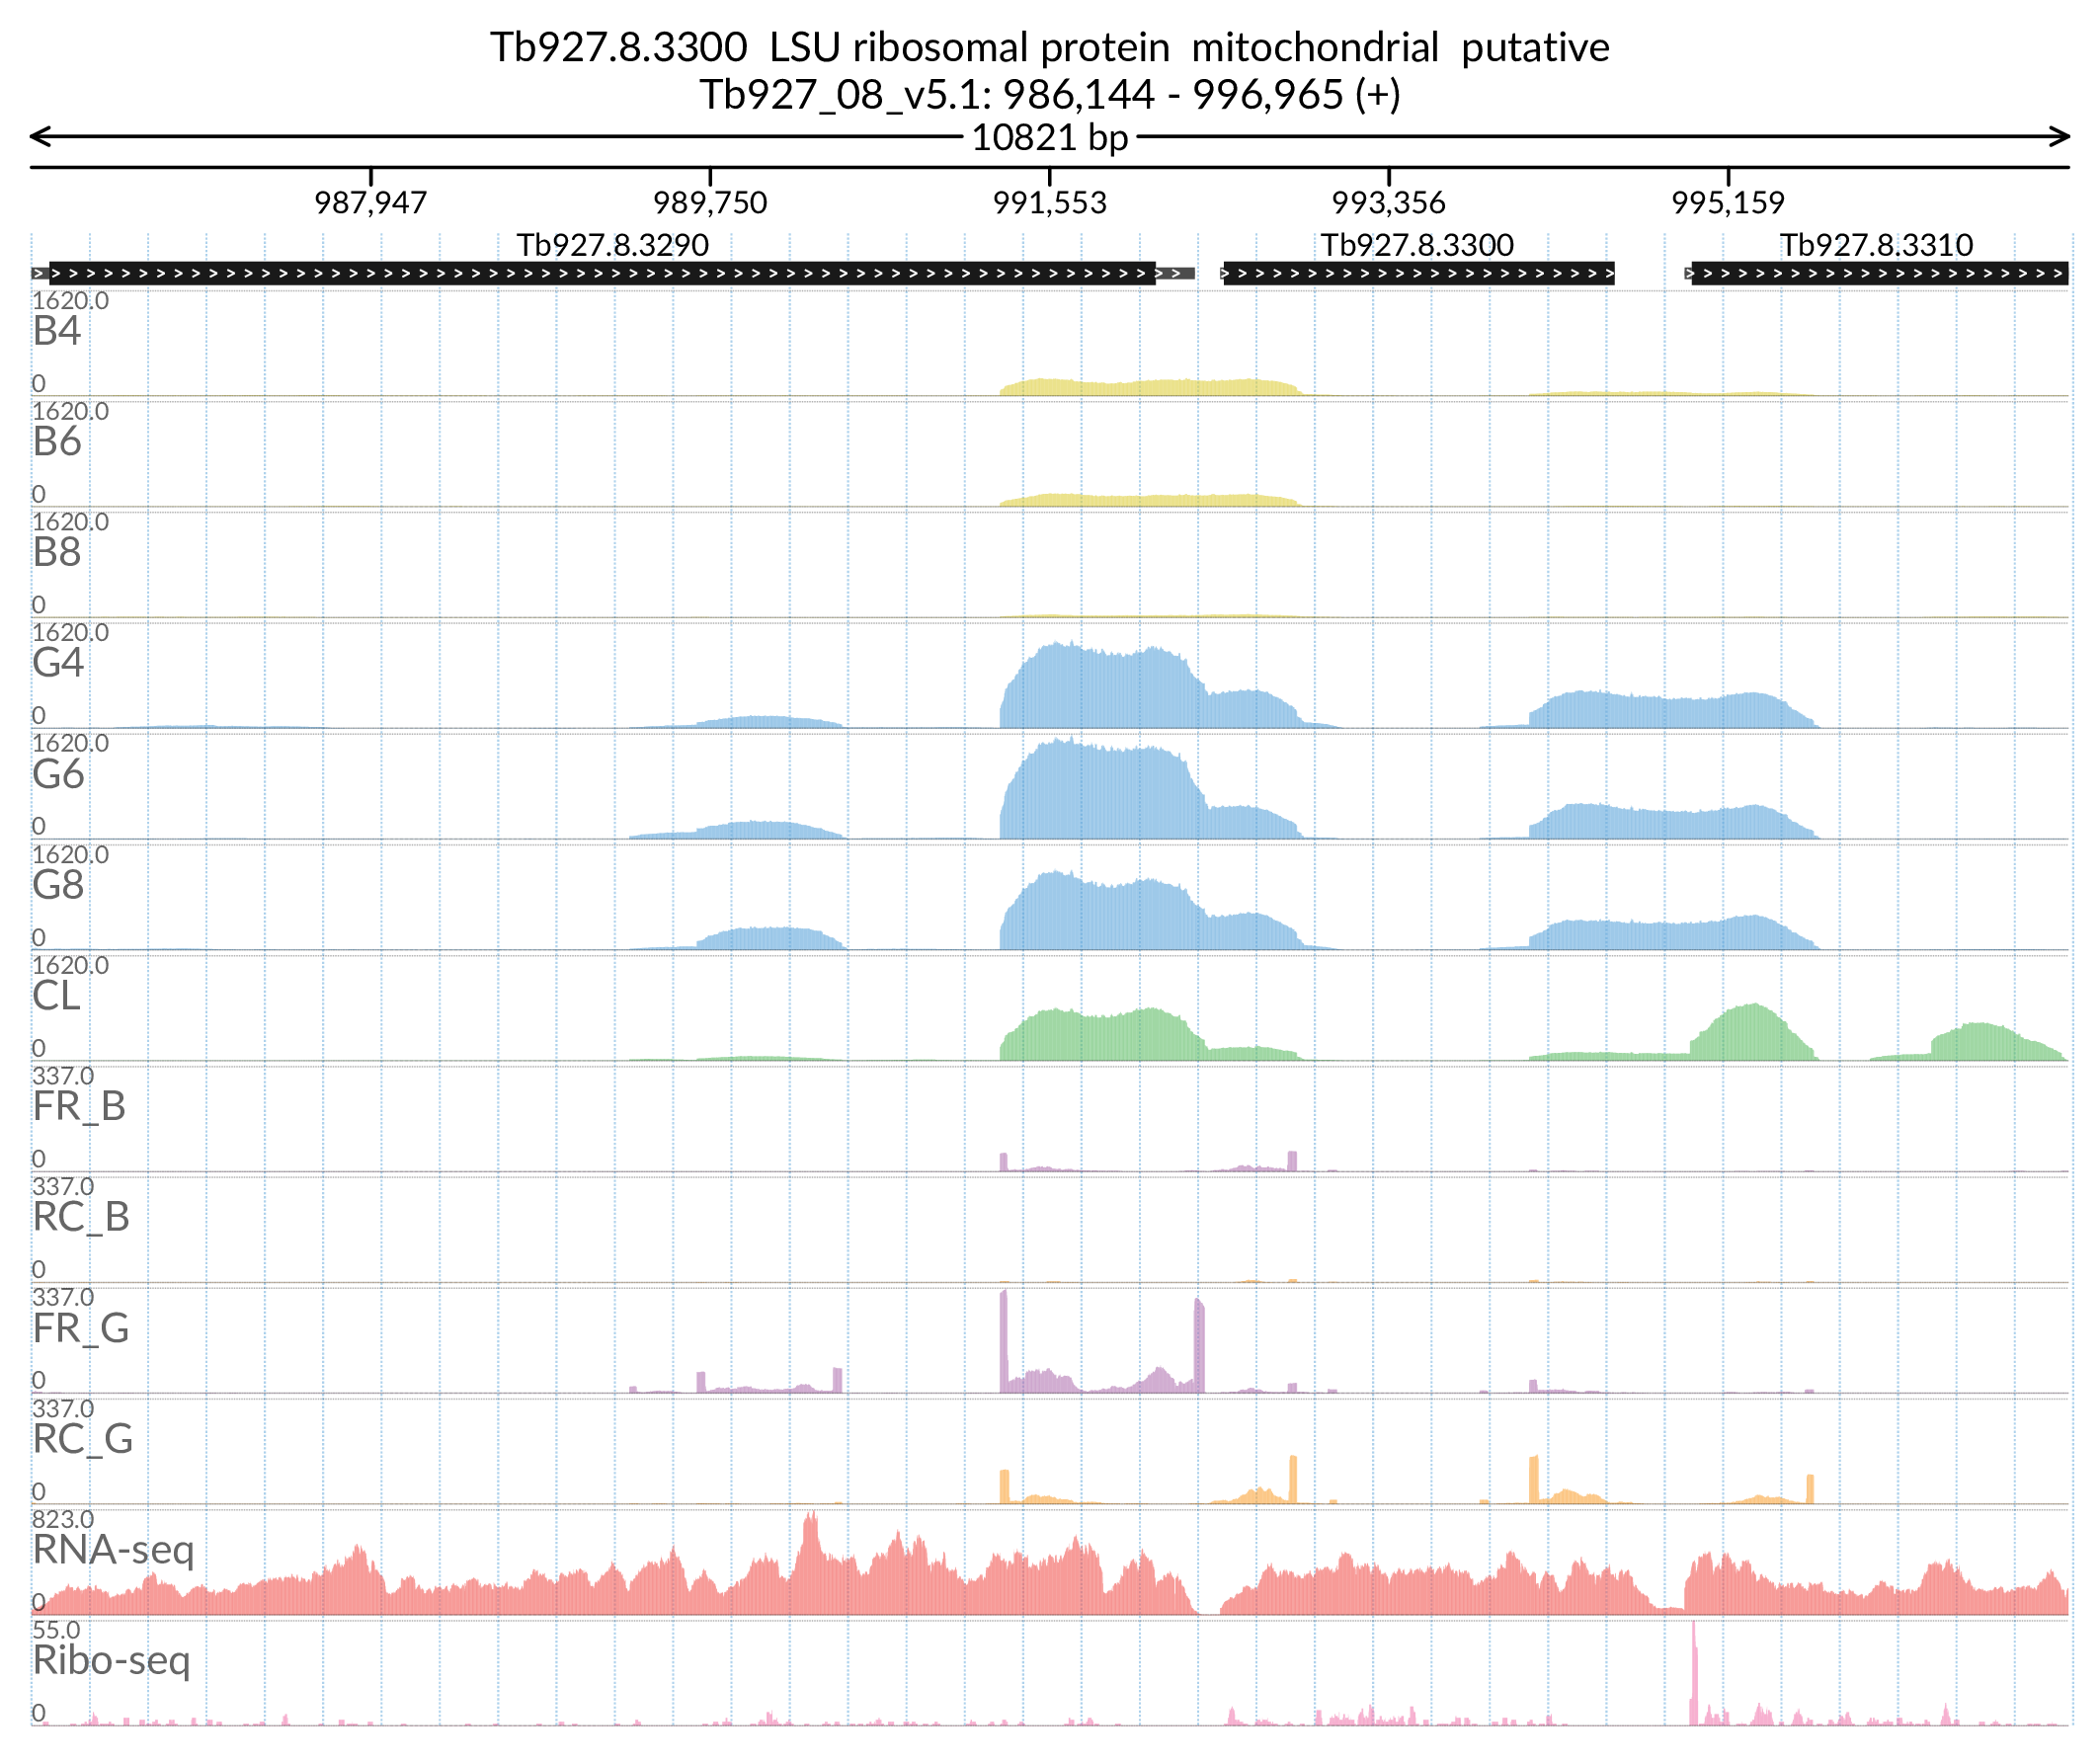 Tb927.8.3300  LSU ribosomal protein  mitochondrial  putative
Tb927_08_v5.1: 986,144 - 996,965 (+)
10821 bp
987,947 989,750 991,553 993,356 995,159
Tb927.8.3290 Tb927.8.3300 Tb927.8.3310
1620.0
B4
0
1620.0
B6
0
1620.0
B8
0
1620.0
G4
0
1620.0
G6
0
1620.0
G8
0
1620.0
CL
0
337.0
FR_B
0
337.0
RC_B
0
337.0
FR_G
0
337.0
RC_G
0
823.0
RNA-seq
0
55.0
Ribo-seq
0